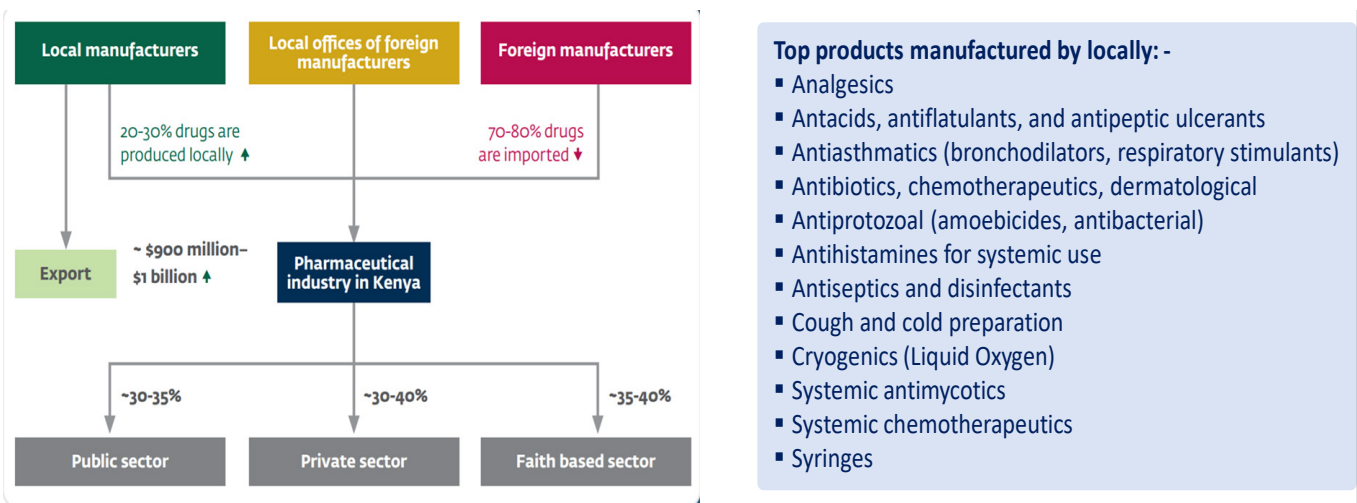 Local manufacturers
Local offices of foreign
manufacturers
Foreign manufacturers
20-30% drugs are
produced locally ↑
70-80% drugs
are imported ↓
Export
~ $900 million–
$1 billion ↑
Pharmaceutical
industry in Kenya
~30-35%
~30-40%
~35-40%
Public sector
Private sector
Faith based sector
Top products manufactured by locally: -
▪ Analgesics
▪ Antacids, antiflatulants, and antipeptic ulcerants
▪ Antiasthmatics (bronchodilators, respiratory stimulants)
▪ Antibiotics, chemotherapeutics, dermatological
▪ Antiprotozoal (amoebicides, antibacterial)
▪ Antihistamines for systemic use
▪ Antiseptics and disinfectants
▪ Cough and cold preparation
▪ Cryogenics (Liquid Oxygen)
▪ Systemic antimycotics
▪ Systemic chemotherapeutics
▪ Syringes